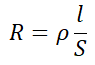 R = ρ l/S